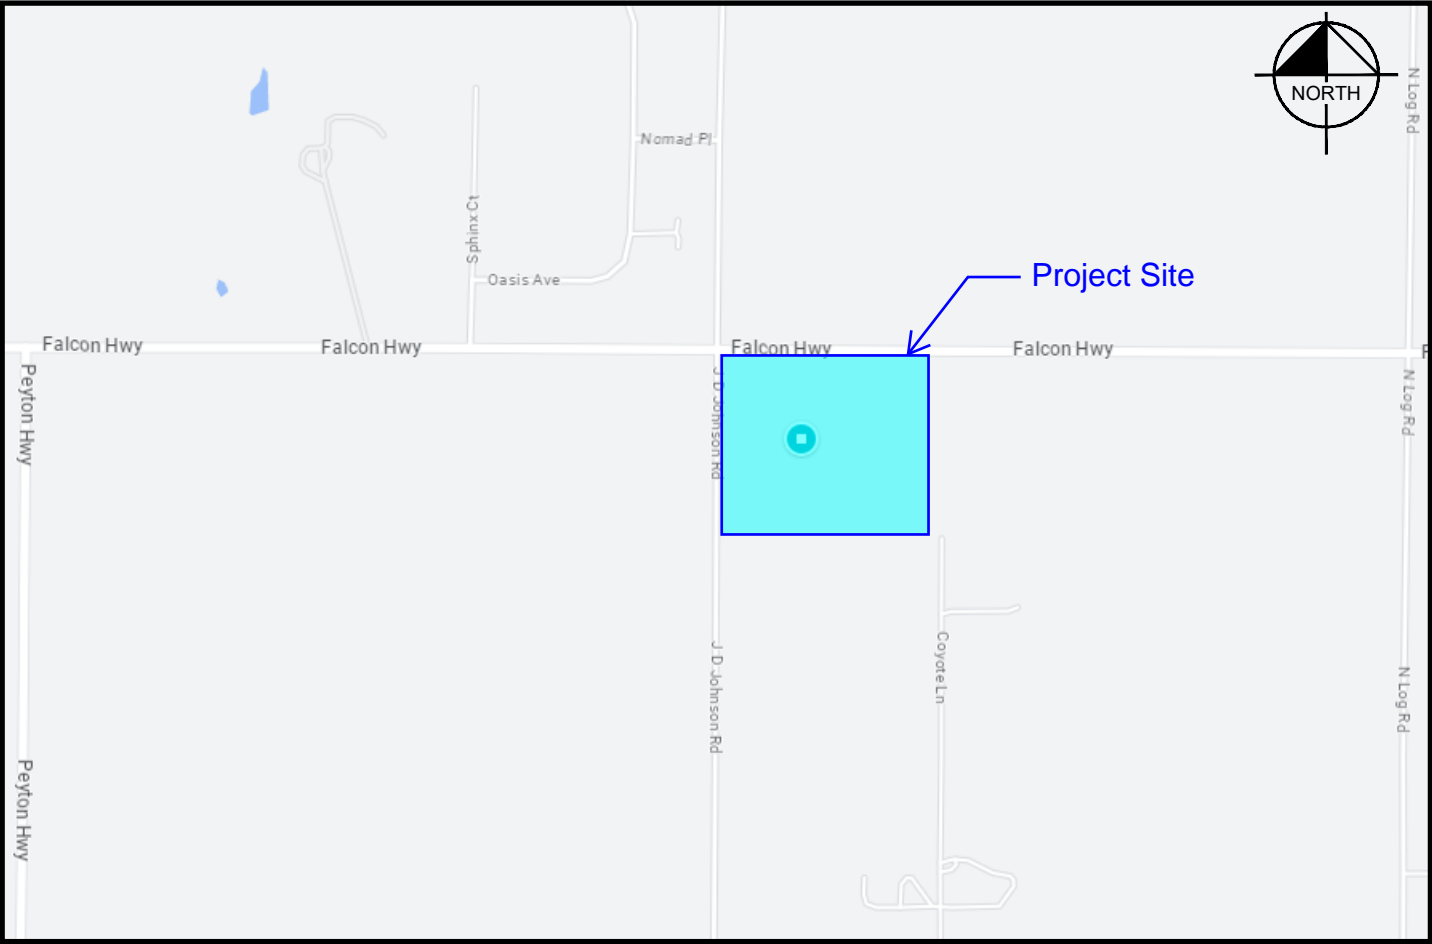 N Log Rd
NORTH
Nomad Pl
Sphinx Ct
Oasis Ave
Project Site
Falcon Hwy
Falcon Hwy
Falcon Hwy
Falcon Hwy
Peyton Hwy
J D Johnson Rd
N Log Rd
Coyote Ln
J D Johnson Rd
N Log Rd
Peyton Hwy